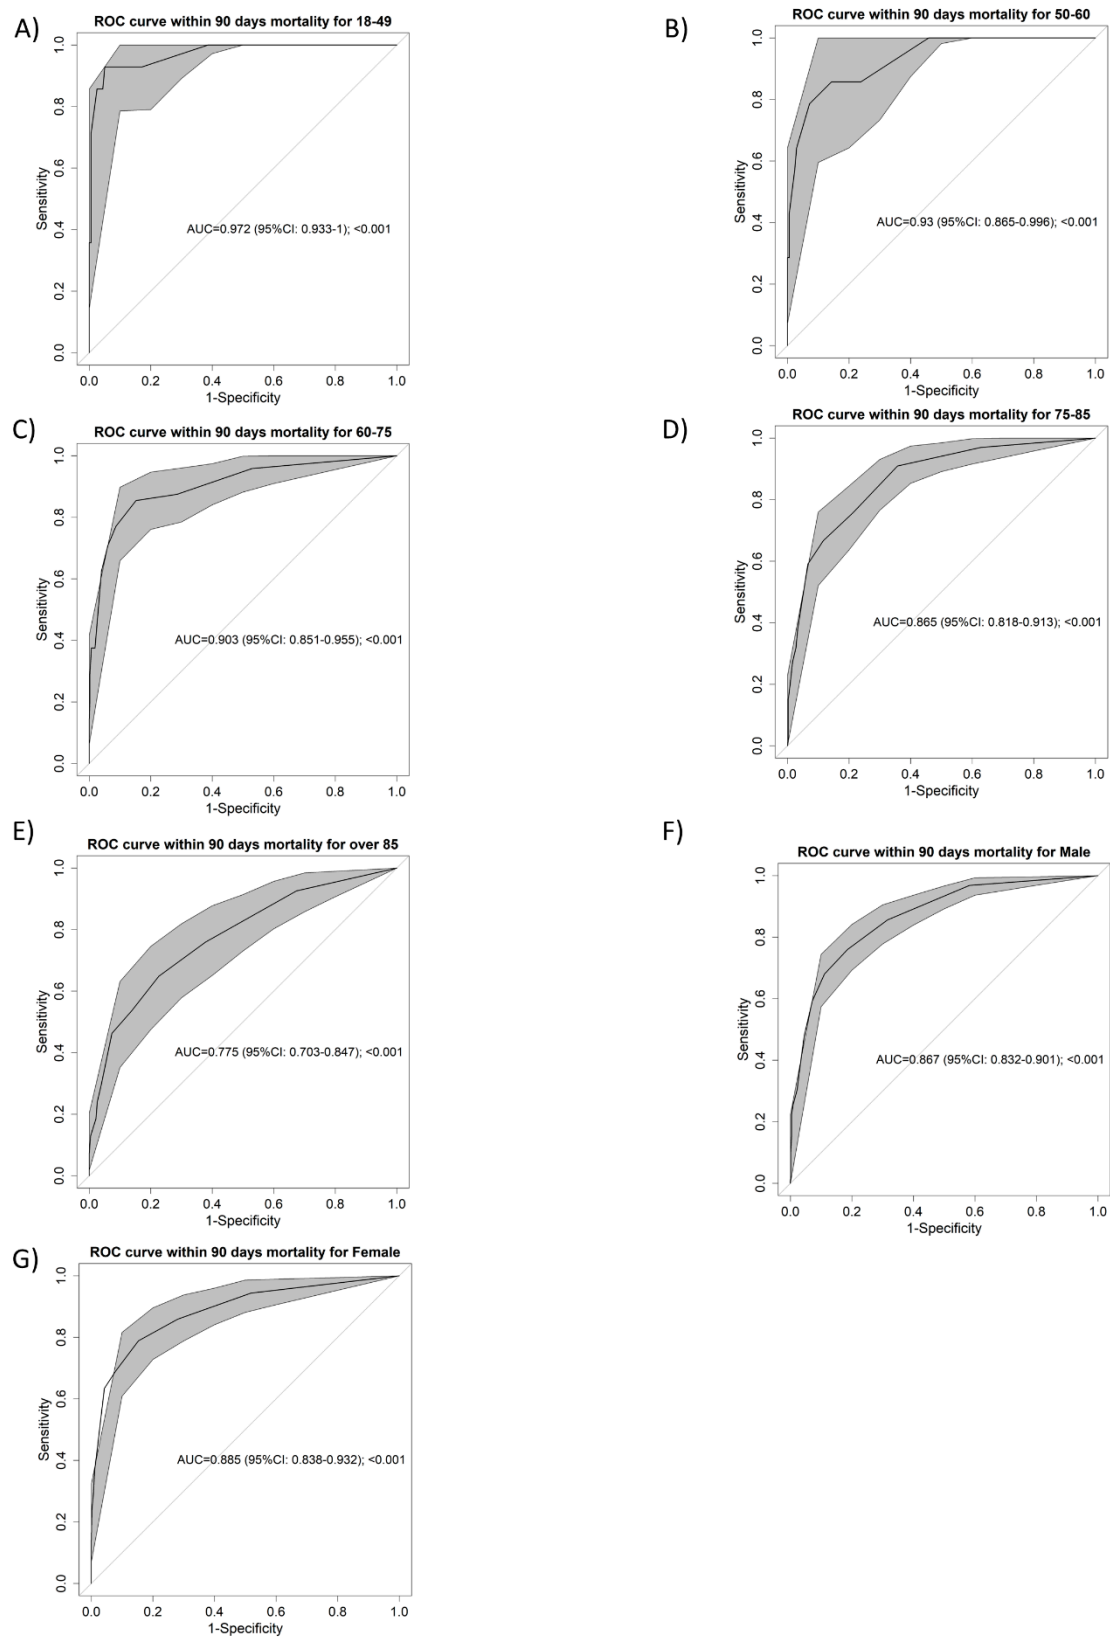 A)
ROC curve within 90 days mortality for 18-49
Sensitivity
1.0
0.8
0.6
0.4
0.2
0.0
AUC=0.972 (95%CI: 0.933-1); <0.001
0.0 0.2 0.4 0.6 0.8 1.0
1-Specificity
B)
ROC curve within 90 days mortality for 50-60
Sensitivity
1.0
0.8
0.6
0.4
0.2
0.0
AUC=0.93 (95%CI: 0.865-0.996); <0.001
0.0 0.2 0.4 0.6 0.8 1.0
1-Specificity
C)
ROC curve within 90 days mortality for 60-75
Sensitivity
1.0
0.8
0.6
0.4
0.2
0.0
AUC=0.903 (95%CI: 0.851-0.955); <0.001
0.0 0.2 0.4 0.6 0.8 1.0
1-Specificity
D)
ROC curve within 90 days mortality for 75-85
Sensitivity
1.0
0.8
0.6
0.4
0.2
0.0
AUC=0.865 (95%CI: 0.818-0.913); <0.001
0.0 0.2 0.4 0.6 0.8 1.0
1-Specificity
E)
ROC curve within 90 days mortality for over 85
Sensitivity
1.0
0.8
0.6
0.4
0.2
0.0
AUC=0.775 (95%CI: 0.703-0.847); <0.001
0.0 0.2 0.4 0.6 0.8 1.0
1-Specificity
F)
ROC curve within 90 days mortality for Male
Sensitivity
1.0
0.8
0.6
0.4
0.2
0.0
AUC=0.867 (95%CI: 0.832-0.901); <0.001
0.0 0.2 0.4 0.6 0.8 1.0
1-Specificity
G)
ROC curve within 90 days mortality for Female
Sensitivity
1.0
0.8
0.6
0.4
0.2
0.0
AUC=0.885 (95%CI: 0.838-0.932); <0.001
0.0 0.2 0.4 0.6 0.8 1.0
1-Specificity